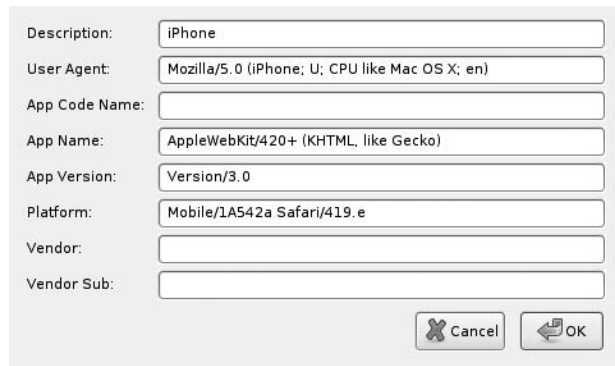 Description: iPhone
User Agent: Mozilla/5.0 (iPhone; U; CPU like Mac OS X; en)
App Code Name:
App Name: AppleWebKit/420+ (KHTML, like Gecko)
App Version: Version/3.0
Platform: Mobile/1A542a Safari/419.e
Vendor:
Vendor Sub:
Cancel OK